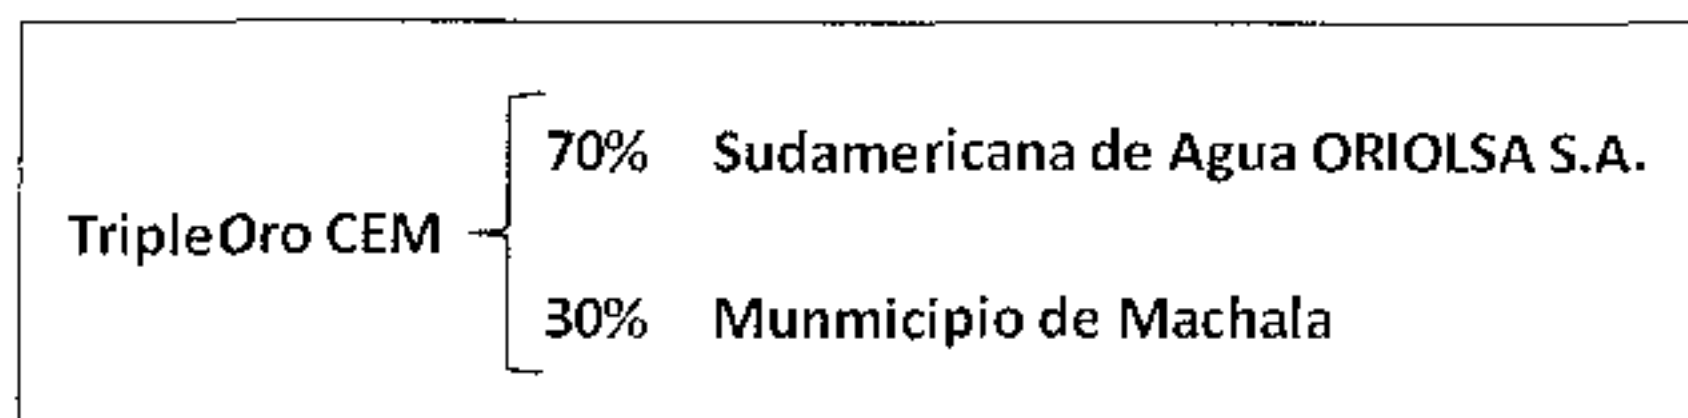 70% Sudamericana de Agua ORIOLSA S.A.
TripleOro CEM
30% Munmicipio de Machala